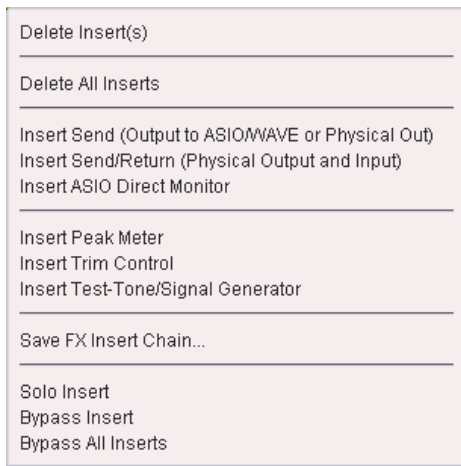 Delete Insert(s)
Delete All Inserts
Insert Send (Output to ASIO/WAVE or Physical Out)
Insert Send/Return (Physical Output and Input)
Insert ASIO Direct Monitor
Insert Peak Meter
Insert Trim Control
Insert Test-Tone/Signal Generator
Save FX Insert Chain...
Solo Insert
Bypass Insert
Bypass All Inserts